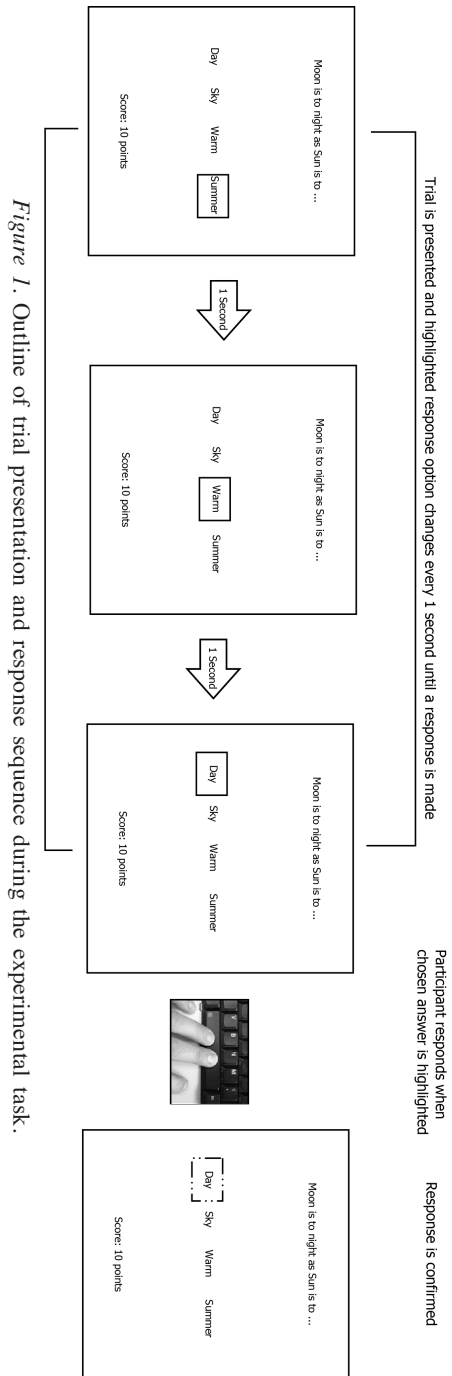 Trial is presented and highlighted response option changes every 1 second until a response is made
Participant responds when
chosen answer is highlighted
Response is confirmed
Moon is to night as Sun is to ...
Day Sky Warm Summer
Score: 10 points
1 Second
Moon is to night as Sun is to ...
Day Sky Warm Summer
Score: 10 points
1 Second
Moon is to night as Sun is to ...
Day Sky Warm Summer
Score: 10 points
V B N M
Moon is to night as Sun is to ...
Day Sky Warm Summer
Score: 10 points
Figure 1. Outline of trial presentation and response sequence during the experimental task.